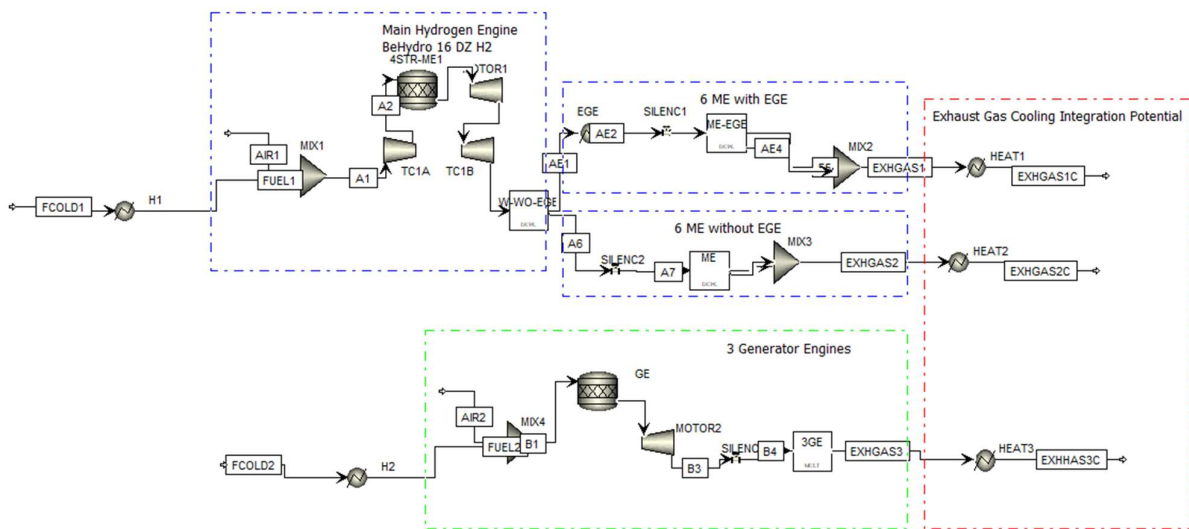 Main Hydrogen Engine
BeHydro 16 DZ H2
4STR-ME1
OTOR1
A2
MIX1
AIR1
FUEL1
A1
TC1A
TC1B
FCOLD1
H1
W-WO-EGE
6 ME with EGE
EGE
SILENC1
ME-EGE
AE1
AE2
AE4
MIX2
EXHGAS1
6 ME without EGE
A6
SILENC2
A7
ME
MIX3
EXHGAS2
Exhaust Gas Cooling Integration Potential
HEAT1
EXHGAS1C
HEAT2
EXHGAS2C
3 Generator Engines
GE
AIR2
MIX4
FUEL2
B1
MOTOR2
SILENC
B3
B4
3GE
MULT
EXHGAS3
FCOLD2
H2
HEAT3
EXHHAS3C